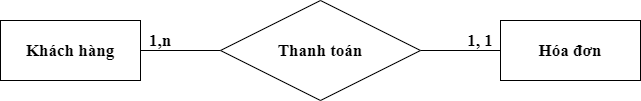 Khách hàng
1,n
Thanh toán
1, 1
Hóa đơn